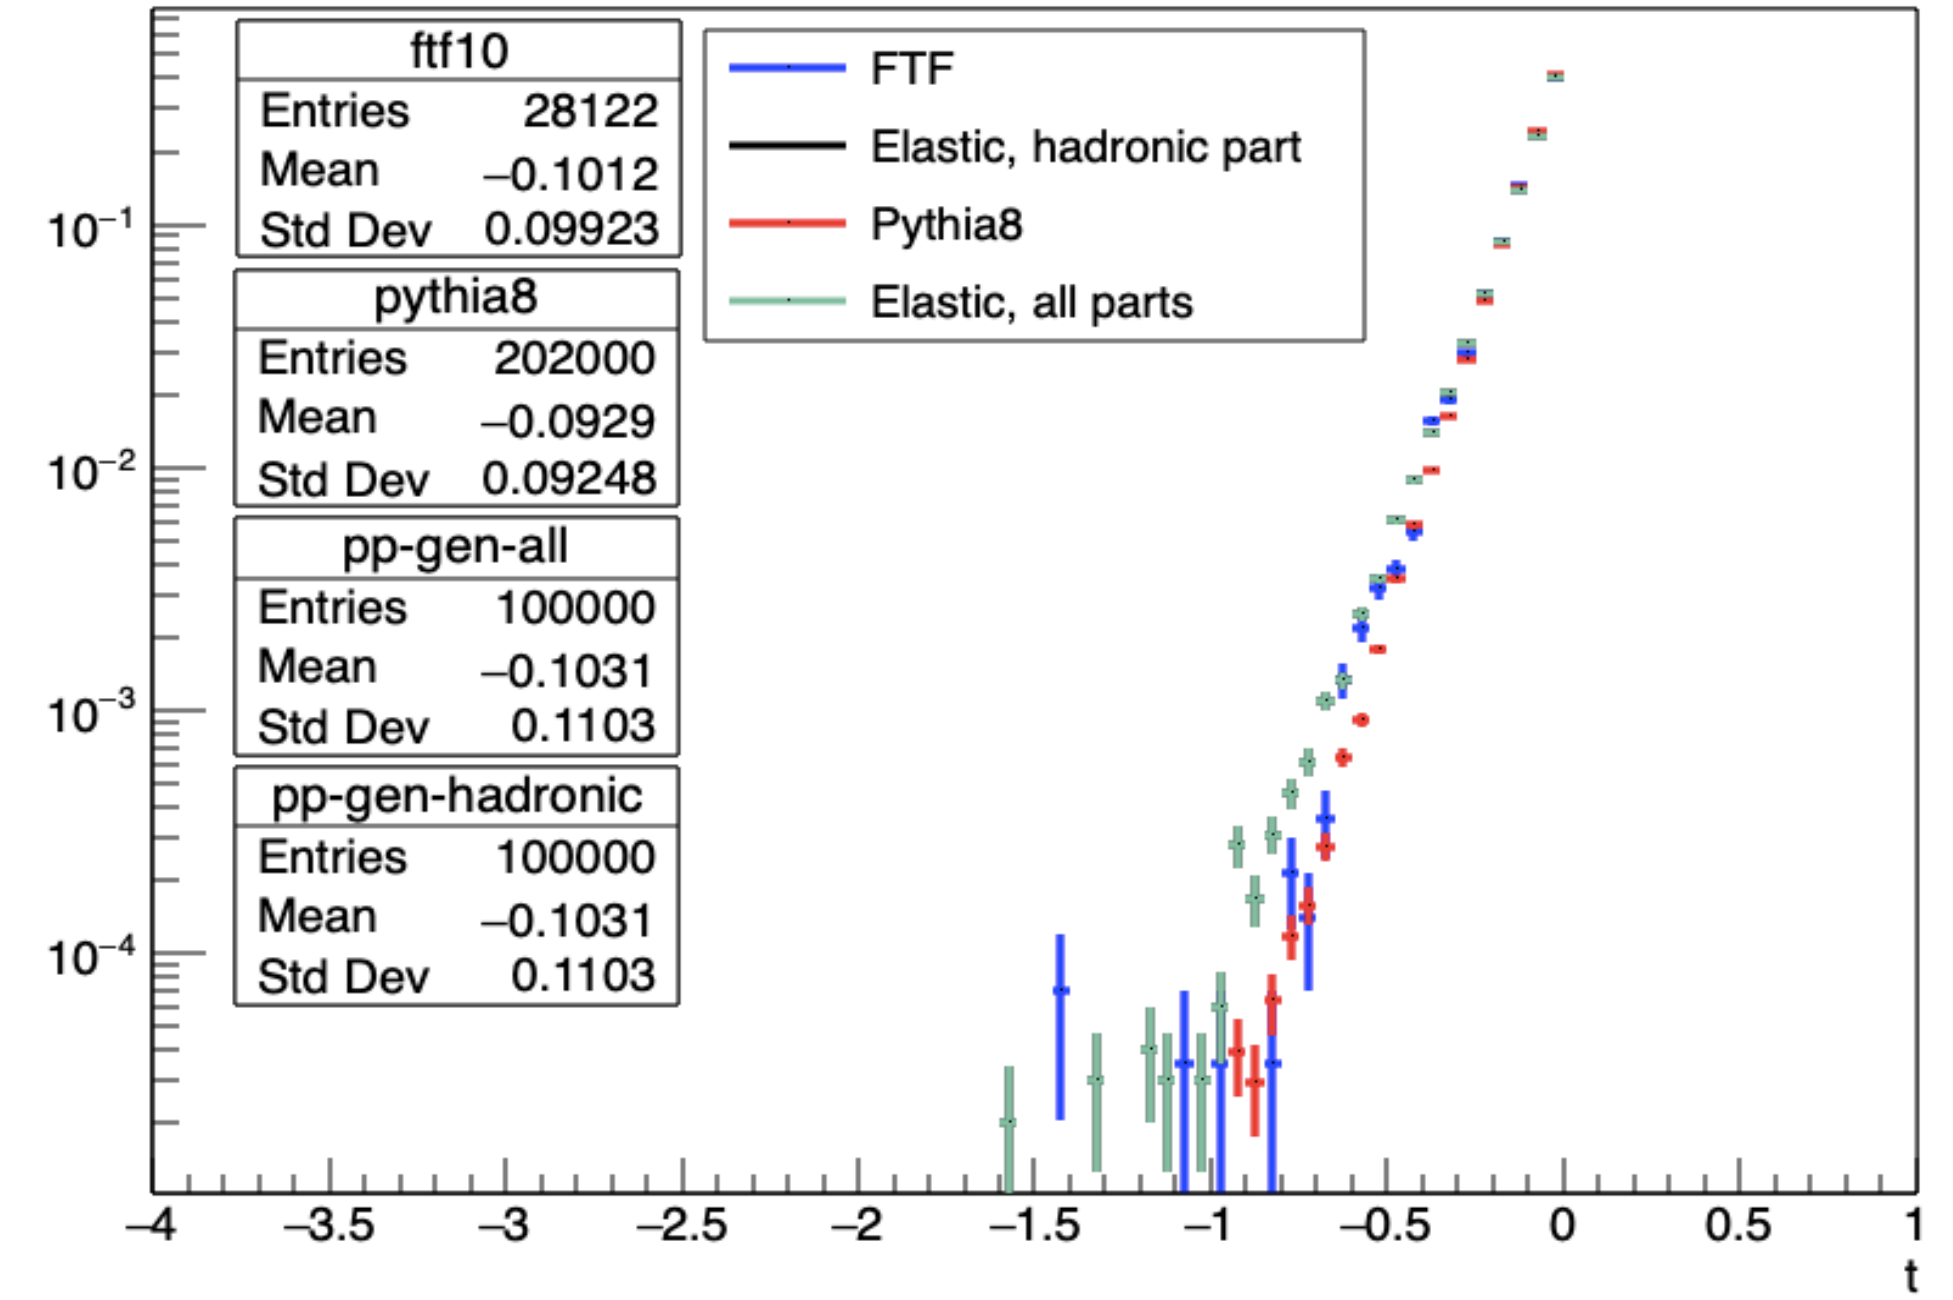 ftf10
Entries 28122
Mean −0.1012
Std Dev 0.09923
pythia8
Entries 202000
Mean −0.0929
Std Dev 0.09248
pp-gen-all
Entries 100000
Mean −0.1031
Std Dev 0.1103
pp-gen-hadronic
Entries 100000
Mean −0.1031
Std Dev 0.1103
FTF
Elastic, hadronic part
Pythia8
Elastic, all parts
10−1
10−2
10−3
10−4
−4 −3.5 −3 −2.5 −2 −1.5 −1 −0.5 0 0.5 1
t